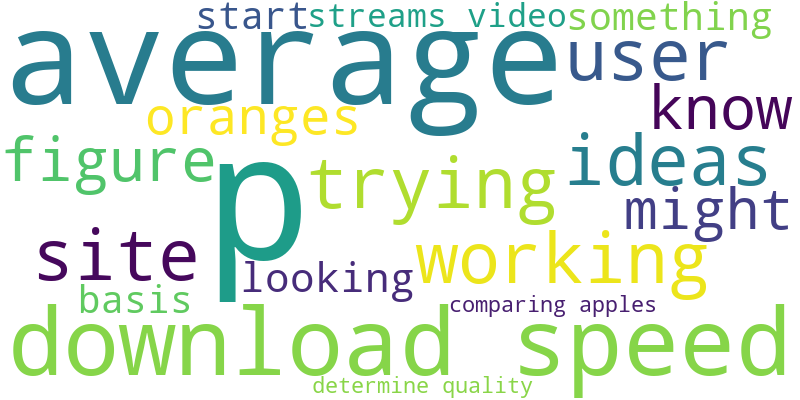 start streams video something
average user
oranges know
figure p trying ideas
might
site working
looking
basis comparing apples
download speed
determine quality